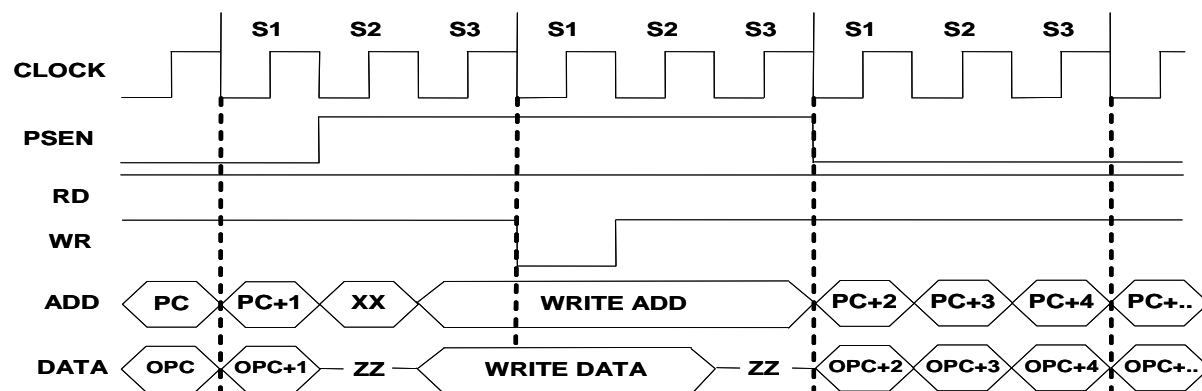 S1 S2 S3 S1 S2 S3 S1 S2 S3
CLOCK
PSEN
RD
WR
ADD PC PC+1 XX WRITE ADD PC+2 PC+3 PC+4 PC+..
DATA OPC OPC+1 ZZ WRITE DATA ZZ OPC+2 OPC+3 OPC+4 OPC+..